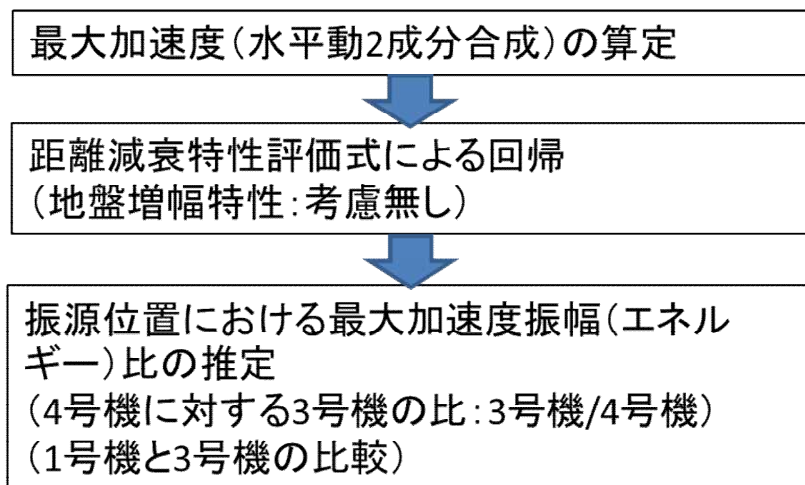 最大加速度（水平動2成分合成）の算定
距離減衰特性評価式による回帰
（地盤増幅特性：考慮無し）
振源位置における最大加速度振幅（エネル
ギー）比の推定
（4号機に対する3号機の比：3号機/4号機）
（1号機と3号機の比較）